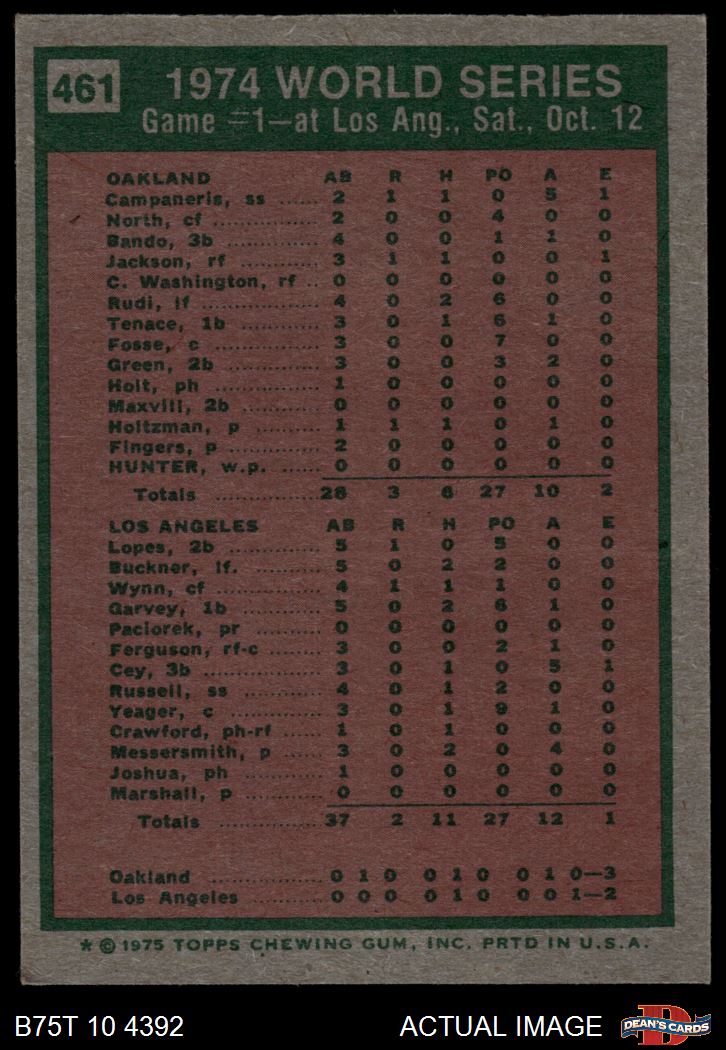 461
1974 WORLD SERIES
Game #1—at Los Ang., Sat., Oct. 12
OAKLAND AB R H PO A E
Campaneris, ss ...... 2 1 1 0 5 1
North, cf ............... 2 0 0 4 0 0
Bando, 3b ............. 4 0 0 1 1 0
Jackson, rf ............ 3 1 1 0 0 1
C. Washington, rf .. 0 0 0 0 0 0
Rudi, lf ................. 4 0 2 6 0 0
Tenace, 1b ........... 3 0 1 6 1 0
Fosse, c ............... 3 0 0 7 0 0
Green, 2b ............. 3 0 0 3 2 0
Holt, ph ................ 1 0 0 0 0 0
Maxvill, 2b ........... 0 0 0 0 0 0
Holtzman, p ......... 1 1 1 0 1 0
Fingers, p ............. 2 0 0 0 0 0
HUNTER, w.p. ...... 0 0 0 0 0 0
Totals ............... 28 3 6 27 10 2
LOS ANGELES AB R H PO A E
Lopes, 2b ............. 5 1 0 5 0 0
Buckner, lf. .......... 5 0 2 2 0 0
Wynn, cf ............... 4 1 1 1 0 0
Garvey, 1b ............ 5 0 2 6 1 0
Paciorek, pr .......... 0 0 0 0 0 0
Ferguson, rf-c ....... 3 0 0 2 1 0
Cey, 3b ................. 3 0 1 0 5 1
Russell, ss ........... 4 0 1 2 0 0
Yeager, c .............. 3 0 1 9 1 0
Crawford, ph-rf ..... 1 0 1 0 0 0
Messersmith, p ..... 3 0 2 0 4 0
Joshua, ph ........... 1 0 0 0 0 0
Marshall, p ........... 0 0 0 0 0 0
Totals ............... 37 2 11 27 12 1
Oakland ................ 0 1 0 0 1 0 0 1 0—3
Los Angeles .......... 0 0 0 0 1 0 0 0 1—2
* © 1975 TOPPS CHEWING GUM, INC. PRTD IN U.S.A.
B75T 10 4392 ACTUAL IMAGE DEAN'S CARDS